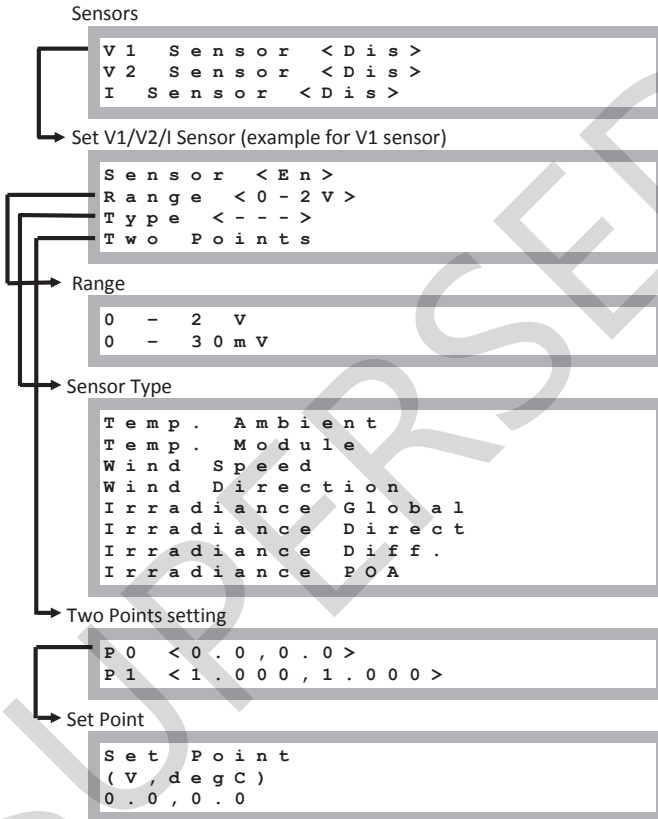 Sensors
V1 Sensor <Dis>
V2 Sensor <Dis>
I Sensor <Dis>
Set V1/V2/I Sensor (example for V1 sensor)
Sensor <En>
Range <0-2V>
Type <--->
Two Points
Range
0 – 2 V
0 – 30mV
Sensor Type
Temp. Ambient
Temp. Module
Wind Speed
Wind Direction
Irradiance Global
Irradiance Direct
Irradiance Diff.
Irradiance POA
Two Points setting
P0 <0.0,0.0>
P1 <1.000,1.000>
Set Point
Set Point
(V,degC)
0.0,0.0